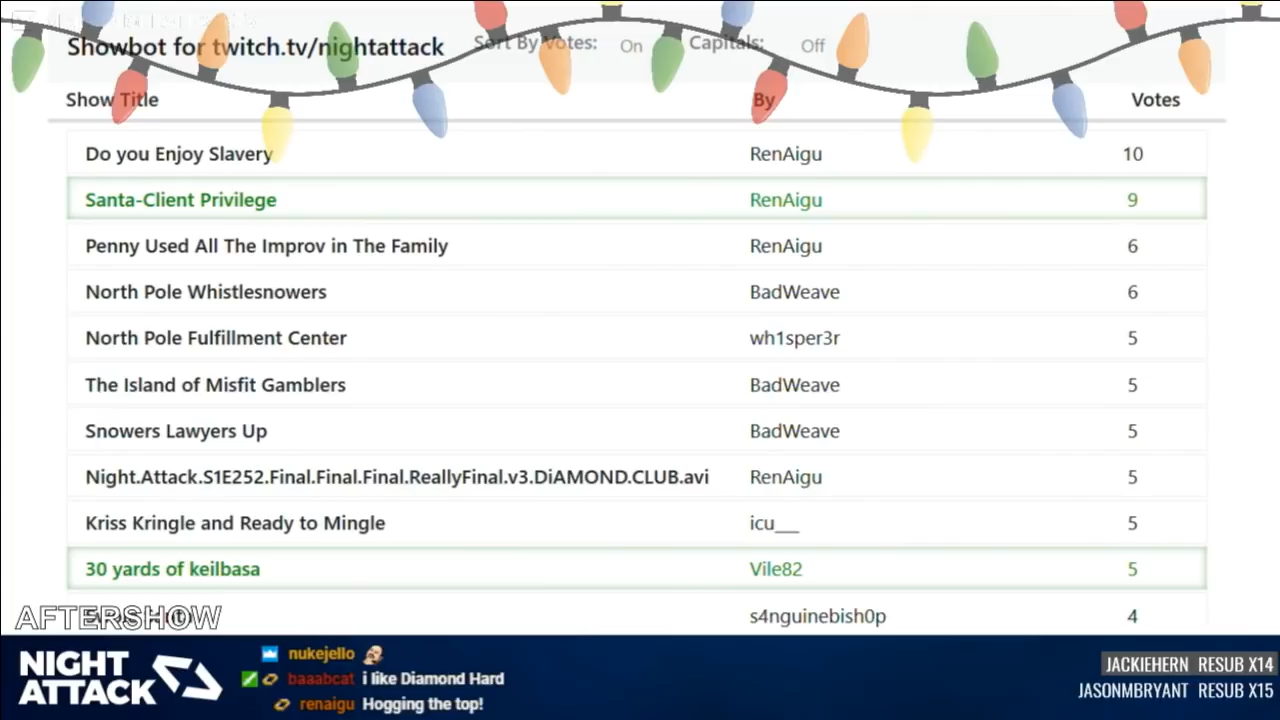 Showbot for twitch.tv/nightattack Sort By Votes: On Capitals: Off
Show Title By Votes
Do you Enjoy Slavery RenAigu 10
Santa-Client Privilege RenAigu 9
Penny Used All The Improv in The Family RenAigu 6
North Pole Whistlesnowers BadWeave 6
North Pole Fulfillment Center wh1sper3r 5
The Island of Misfit Gamblers BadWeave 5
Snowers Lawyers Up BadWeave 5
Night.Attack.S1E252.Final.Final.Final.ReallyFinal.v3.DiAMOND.CLUB.avi RenAigu 5
Kriss Kringle and Ready to Mingle icu___ 5
30 yards of keilbasa Vile82 5
s4nguinebish0p 4
AFTERSHOW
NIGHT ATTACK
nukejello
baaabcat i like Diamond Hard
renaigu Hogging the top!
JACKIEHERN RESUB X14
JASONMBRYANT RESUB X15